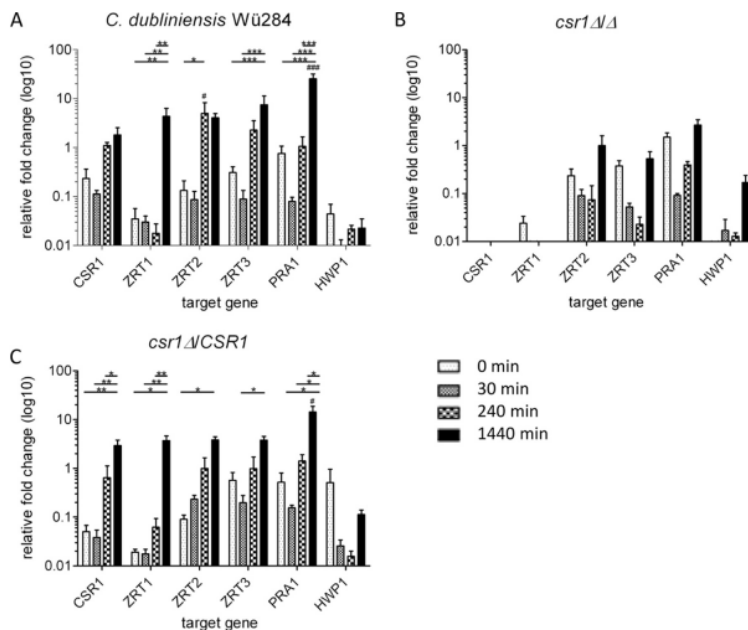 A
C. dubliniensis Wü284
** 
**
**
*
***
***
***
***
***
#
###
relative fold change (log10)
100
10
1
0.1
0.01
CSR1 ZRT1 ZRT2 ZRT3 PRA1 HWP1
target gene
B
csr1Δ/Δ
relative fold change (log10)
100
10
1
0.1
0.01
CSR1 ZRT1 ZRT2 ZRT3 PRA1 HWP1
target gene
C
csr1Δ/CSR1
*
**
**
**
**
*
*
*
*
*
*
#
relative fold change (log10)
100
10
1
0.1
0.01
CSR1 ZRT1 ZRT2 ZRT3 PRA1 HWP1
target gene
0 min
30 min
240 min
1440 min